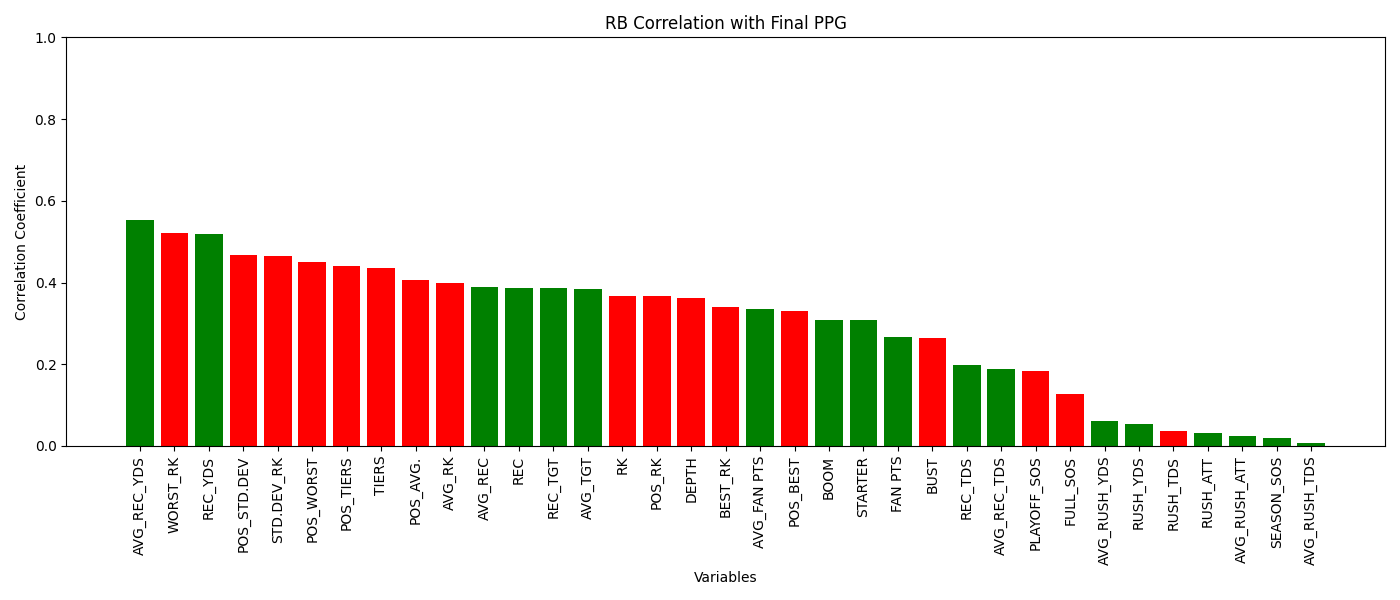 RB Correlation with Final PPG
Correlation Coefficient
1.0
0.8
0.6
0.4
0.2
0.0
AVG_REC_YDS
WORST_RK
REC_YDS
POS_STD.DEV
STD.DEV_RK
POS_WORST
POS_TIERS
TIERS
POS_AVG.
AVG_RK
AVG_REC
REC
REC_TGT
AVG_TGT
RK
POS_RK
DEPTH
BEST_RK
AVG_FAN PTS
POS_BEST
BOOM
STARTER
FAN PTS
BUST
REC_TDS
AVG_REC_TDS
PLAYOFF_SOS
FULL_SOS
AVG_RUSH_YDS
RUSH_YDS
RUSH_TDS
RUSH_ATT
AVG_RUSH_ATT
SEASON_SOS
AVG_RUSH_TDS
Variables